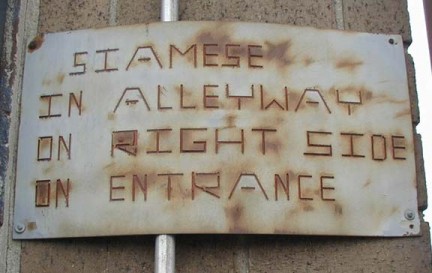 SIAMESE
IN ALLEYWAY
ON RIGHT SIDE
ON ENTRANCE